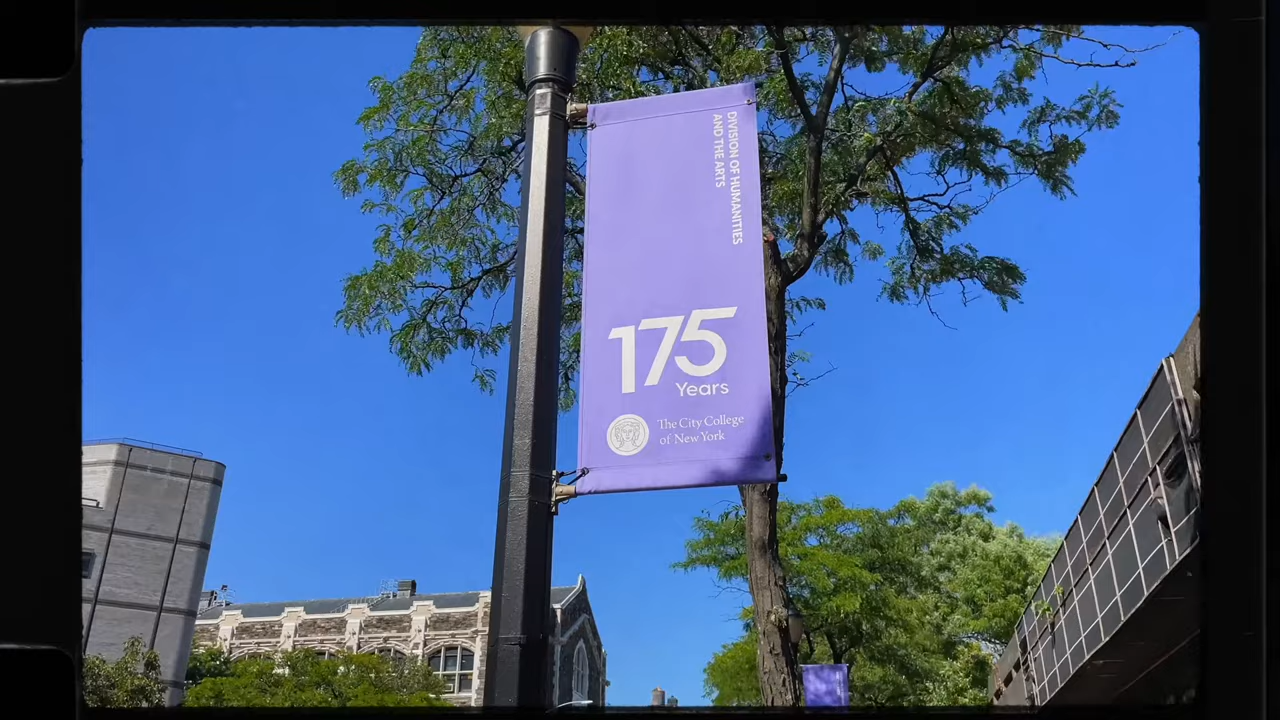 DIVISION OF HUMANITIES
AND THE ARTS
175
Years
The City College
of New York